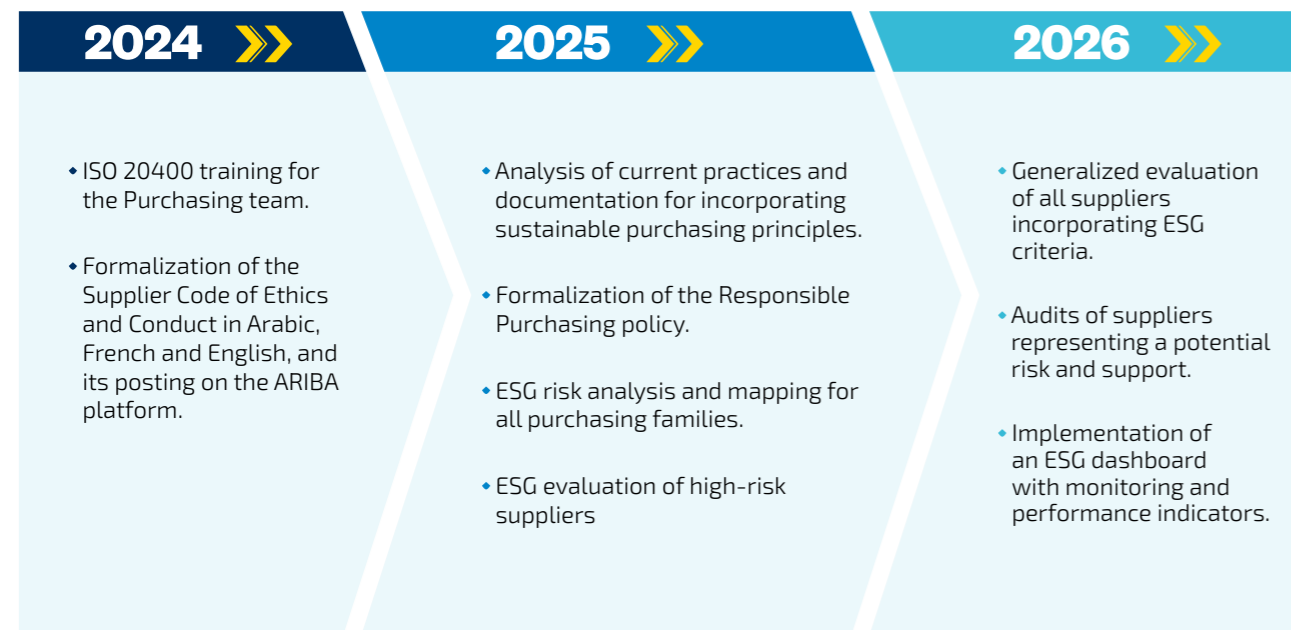 2024
ISO 20400 training for
the Purchasing team.
Formalization of the
Supplier Code of Ethics
and Conduct in Arabic,
French and English, and
its posting on the ARIBA
platform.
2025
Analysis of current practices and
documentation for incorporating
sustainable purchasing principles.
Formalization of the Responsible
Purchasing policy.
ESG risk analysis and mapping for
all purchasing families.
ESG evaluation of high-risk
suppliers
2026
Generalized evaluation
of all suppliers
incorporating ESG
criteria.
Audits of suppliers
representing a potential
risk and support.
Implementation of
an ESG dashboard
with monitoring and
performance indicators.